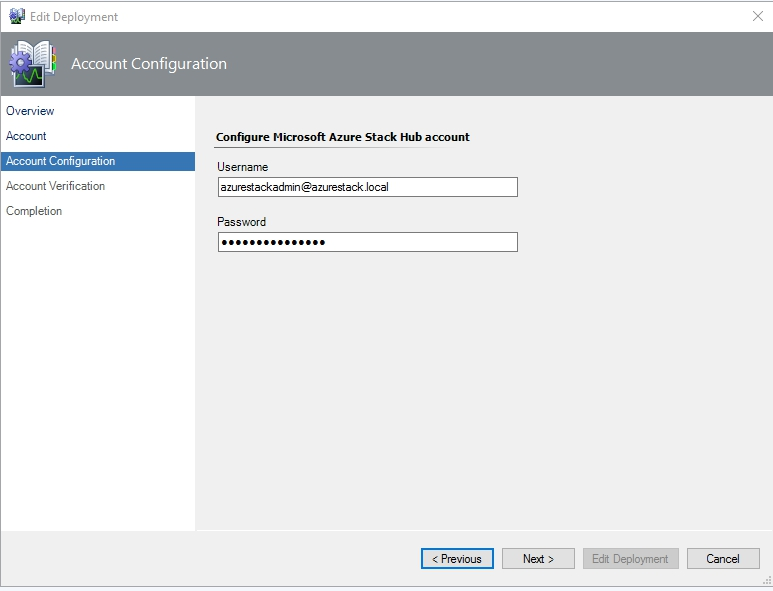 Edit Deployment
Account Configuration
Overview
Account
Account Configuration
Account Verification
Completion
Configure Microsoft Azure Stack Hub account
Username
azurestackadmin@azurestack.local
Password
●●●●●●●●●●●●●●●
< Previous
Next >
Edit Deployment
Cancel